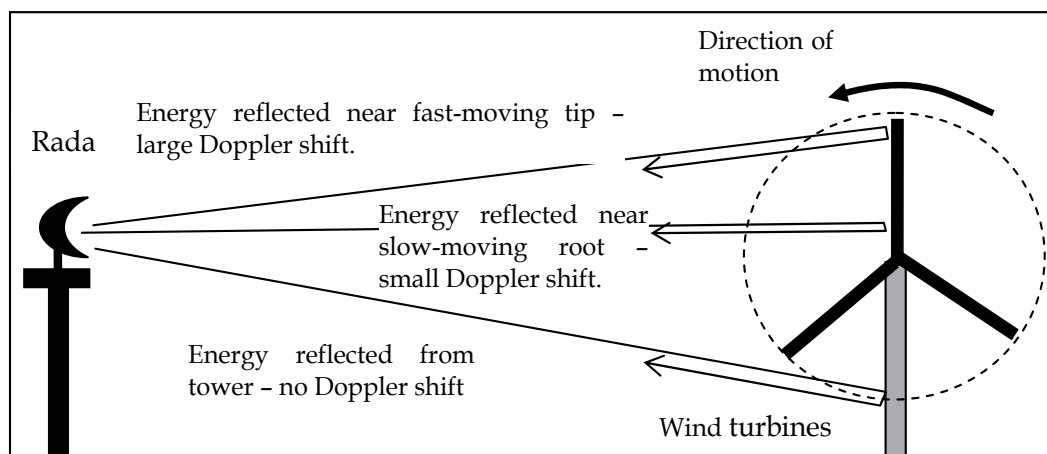 Direction of
motion
Energy reflected near fast-moving tip –
large Doppler shift.
Rada
Energy reflected near
slow-moving root –
small Doppler shift.
Energy reflected from
tower – no Doppler shift
Wind turbines